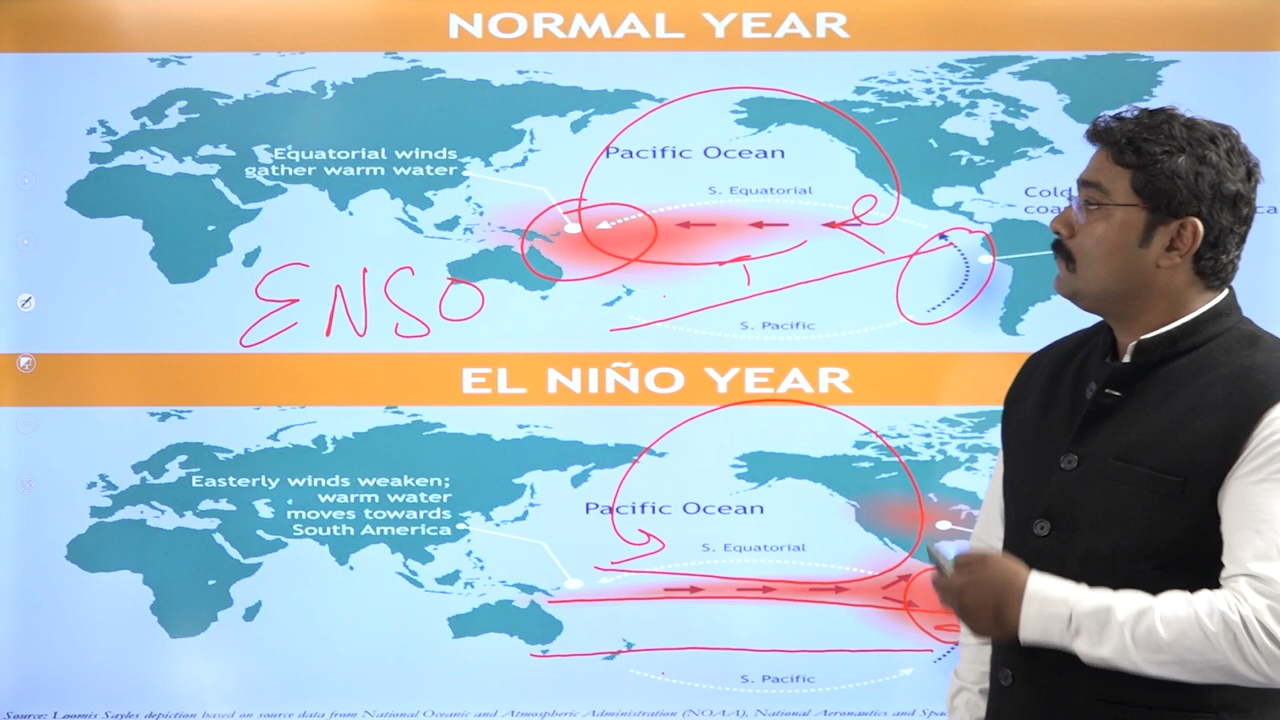 NORMAL YEAR
Equatorial winds
gather warm water
Pacific Ocean
S. Equatorial
Cold
ENSO
S. Pacific
EL NIÑO YEAR
Easterly winds weaken;
warm water
moves towards
South America
Pacific Ocean
S. Equatorial
S. Pacific
Source: Loomis Sayles depiction based on source data from National Oceanic and Atmospheric Administration (NOAA), National Aeronautics and